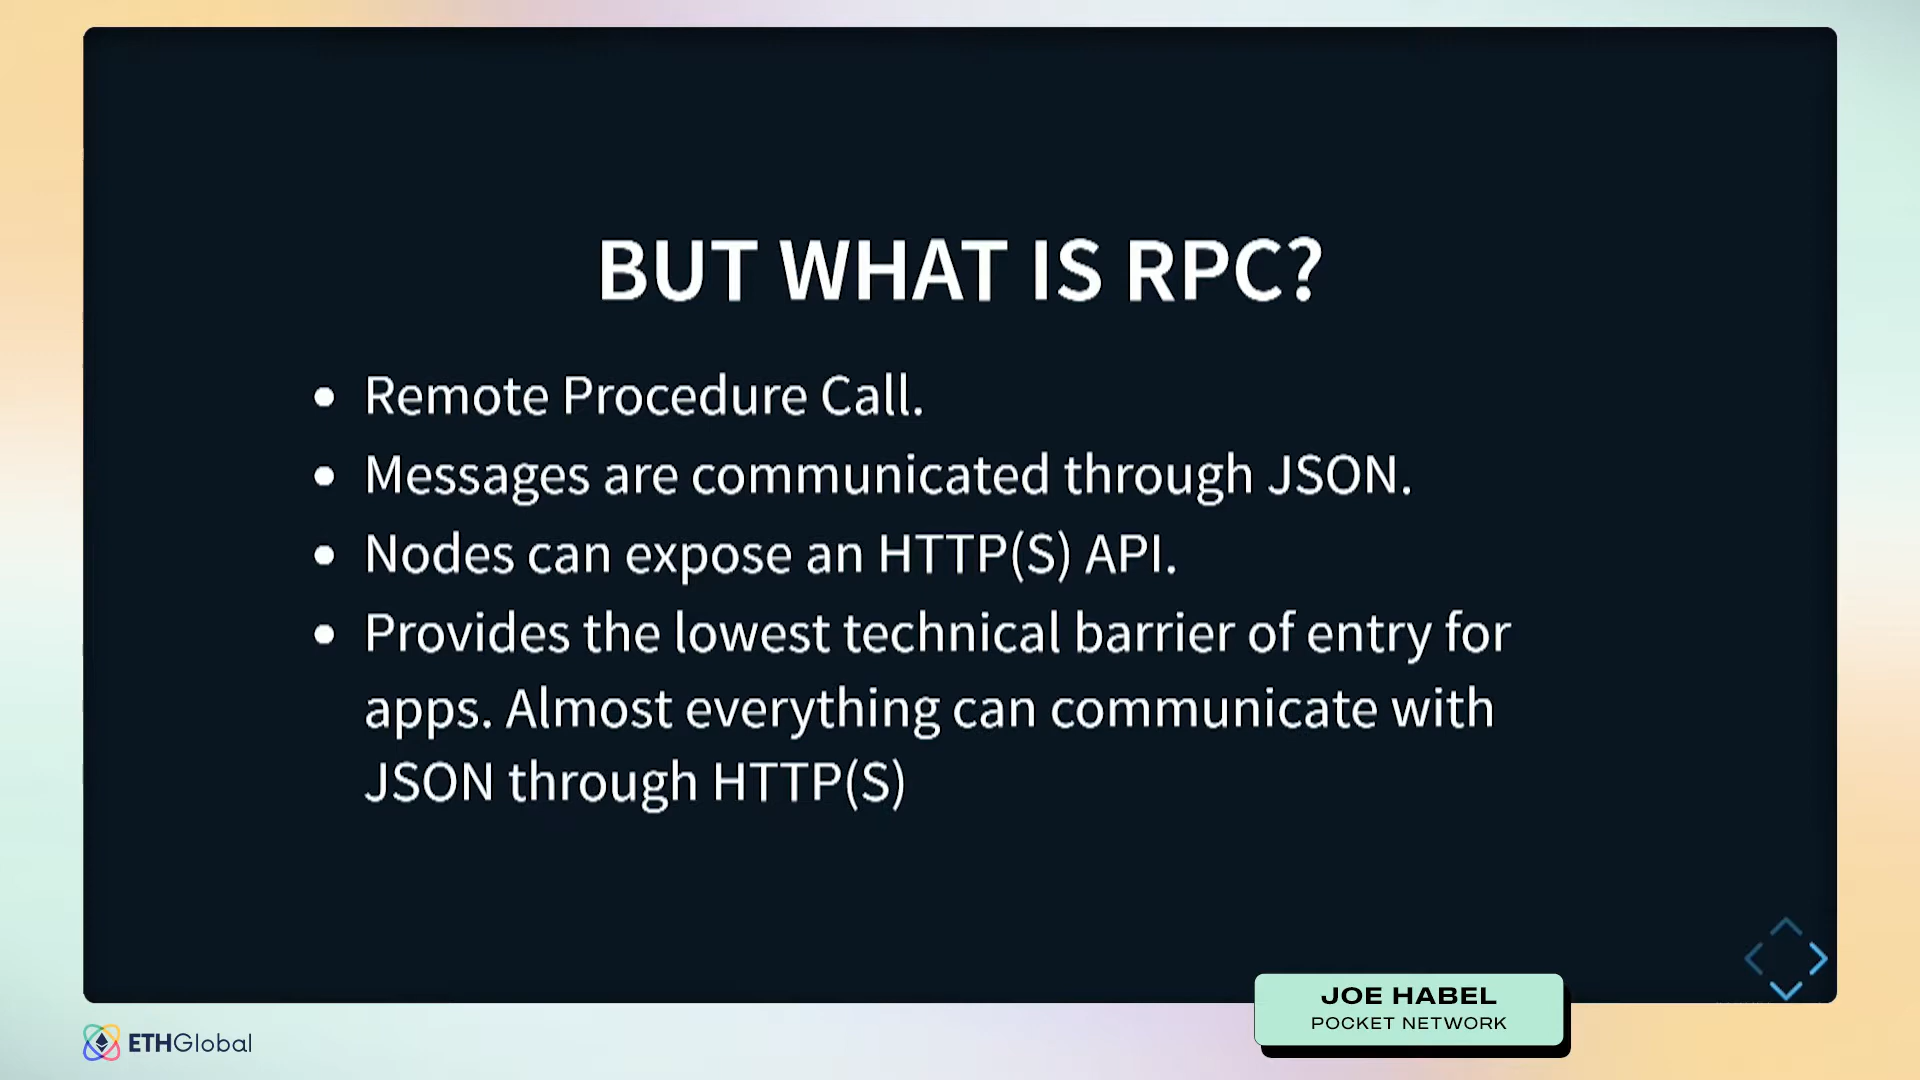 BUT WHAT IS RPC?
Remote Procedure Call.
Messages are communicated through JSON.
Nodes can expose an HTTP(S) API.
Provides the lowest technical barrier of entry for
apps. Almost everything can communicate with
JSON through HTTP(S)
JOE HABEL
POCKET NETWORK
ETHGlobal